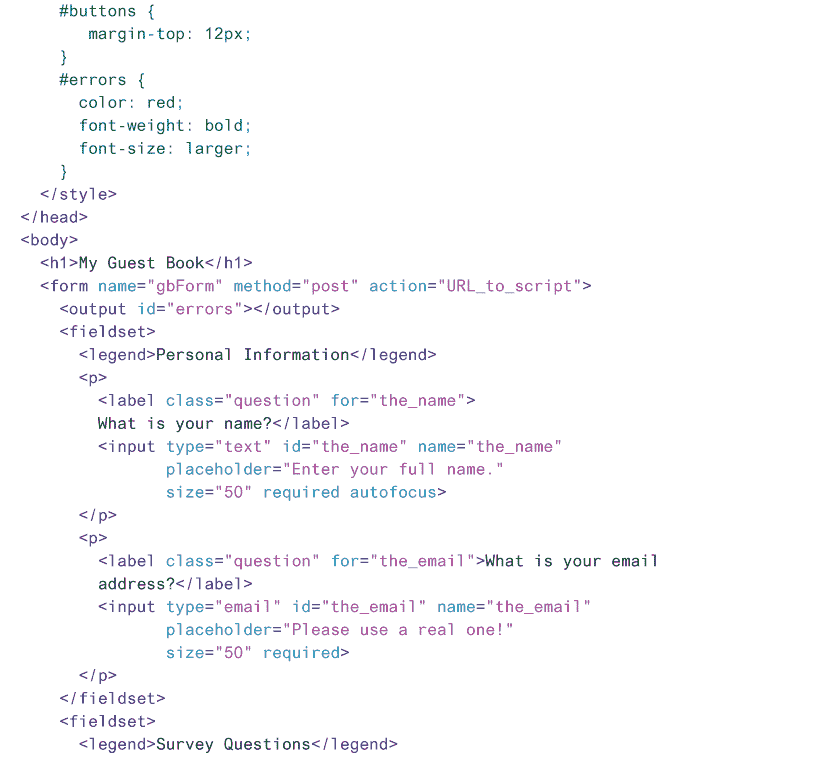 #buttons {
margin-top: 12px;
}
#errors {
color: red;
font-weight: bold;
font-size: larger;
}
</style>
</head>
<body>
<h1>My Guest Book</h1>
<form name="gbForm" method="post" action="URL_to_script">
<output id="errors"></output>
<fieldset>
<legend>Personal Information</legend>
<p>
<label class="question" for="the_name">
What is your name?</label>
<input type="text" id="the_name" name="the_name"
placeholder="Enter your full name."
size="50" required autofocus>
</p>
<p>
<label class="question" for="the_email">What is your email
address?</label>
<input type="email" id="the_email" name="the_email"
placeholder="Please use a real one!"
size="50" required>
</p>
</fieldset>
<fieldset>
<legend>Survey Questions</legend>